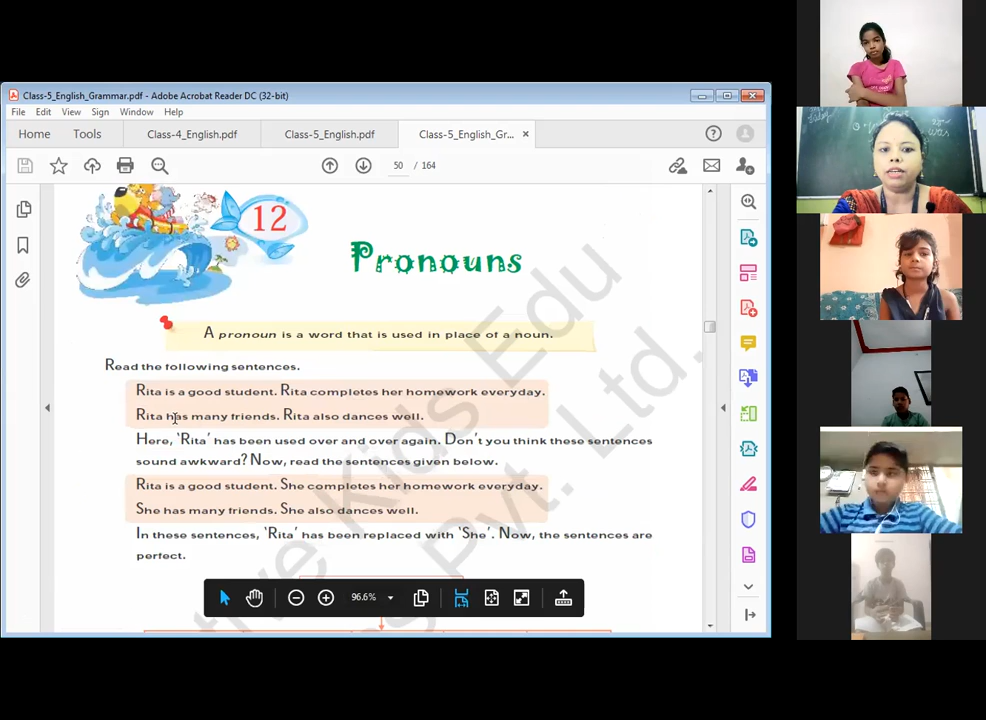 Class-5_English_Grammar.pdf - Adobe Acrobat Reader DC (32-bit)
File Edit View Sign Window Help
Home Tools Class-4_English.pdf Class-5_English.pdf Class-5_English_Gr... ×
50 / 164
12
Pronouns
A pronoun is a word that is used in place of a noun.
Read the following sentences.
Rita is a good student. Rita completes her homework everyday.
Rita has many friends. Rita also dances well.
Here, 'Rita' has been used over and over again. Don't you think these sentences
sound awkward? Now, read the sentences given below.
Rita is a good student. She completes her homework everyday.
She has many friends. She also dances well.
In these sentences, 'Rita' has been replaced with 'She'. Now, the sentences are
perfect.
96.6%
Kids Edu
Pvt. Ltd.
was